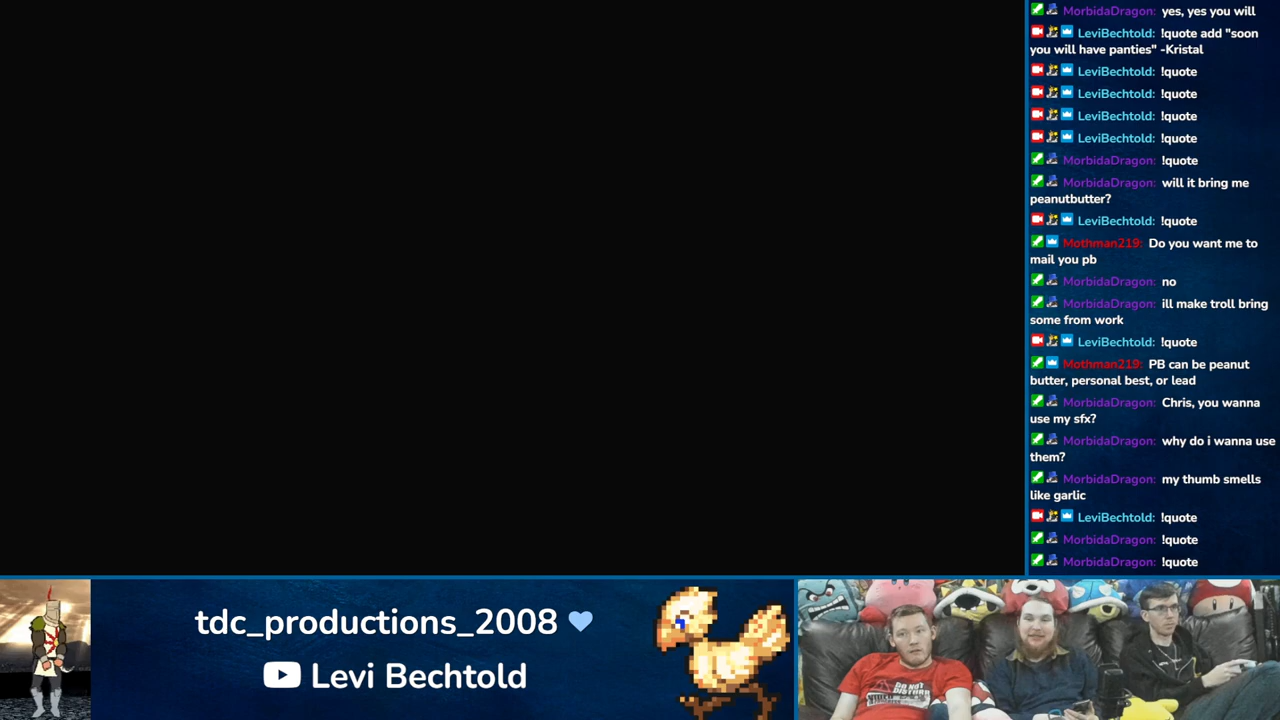 MorbidaDragon: yes, yes you will
LeviBechtold: !quote add "soon
you will have panties" -Kristal
LeviBechtold: !quote
LeviBechtold: !quote
LeviBechtold: !quote
LeviBechtold: !quote
MorbidaDragon: !quote
MorbidaDragon: will it bring me
peanutbutter?
LeviBechtold: !quote
Mothman219: Do you want me to
mail you pb
MorbidaDragon: no
MorbidaDragon: ill make troll bring
some from work
LeviBechtold: !quote
Mothman219: PB can be peanut
butter, personal best, or lead
MorbidaDragon: Chris, you wanna
use my sfx?
MorbidaDragon: why do i wanna use
them?
MorbidaDragon: my thumb smells
like garlic
LeviBechtold: !quote
MorbidaDragon: !quote
MorbidaDragon: !quote
tdc_productions_2008
Levi Bechtold
DO NOT
DISTURB